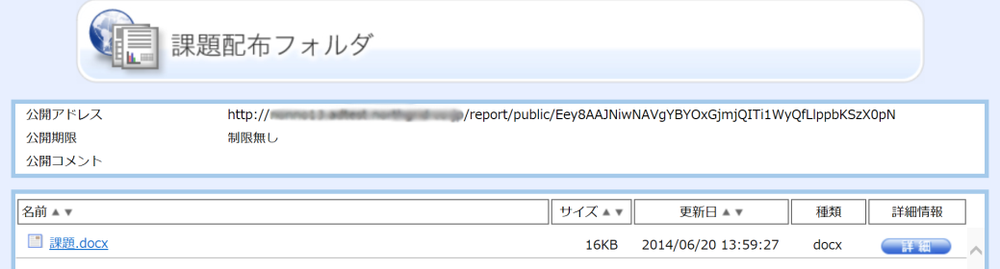 課題配布フォルダ
公開アドレス http:// /report/public/Eey8AAJNiwNAVgYBYOxGjmjQITi1WyQfLlppbKSzX0pN
公開期限 制限無し
公開コメント
名前 ▲ ▼ サイズ ▲ ▼ 更新日 ▲ ▼ 種類 詳細情報
課題.docx 16KB 2014/06/20 13:59:27 docx 詳細